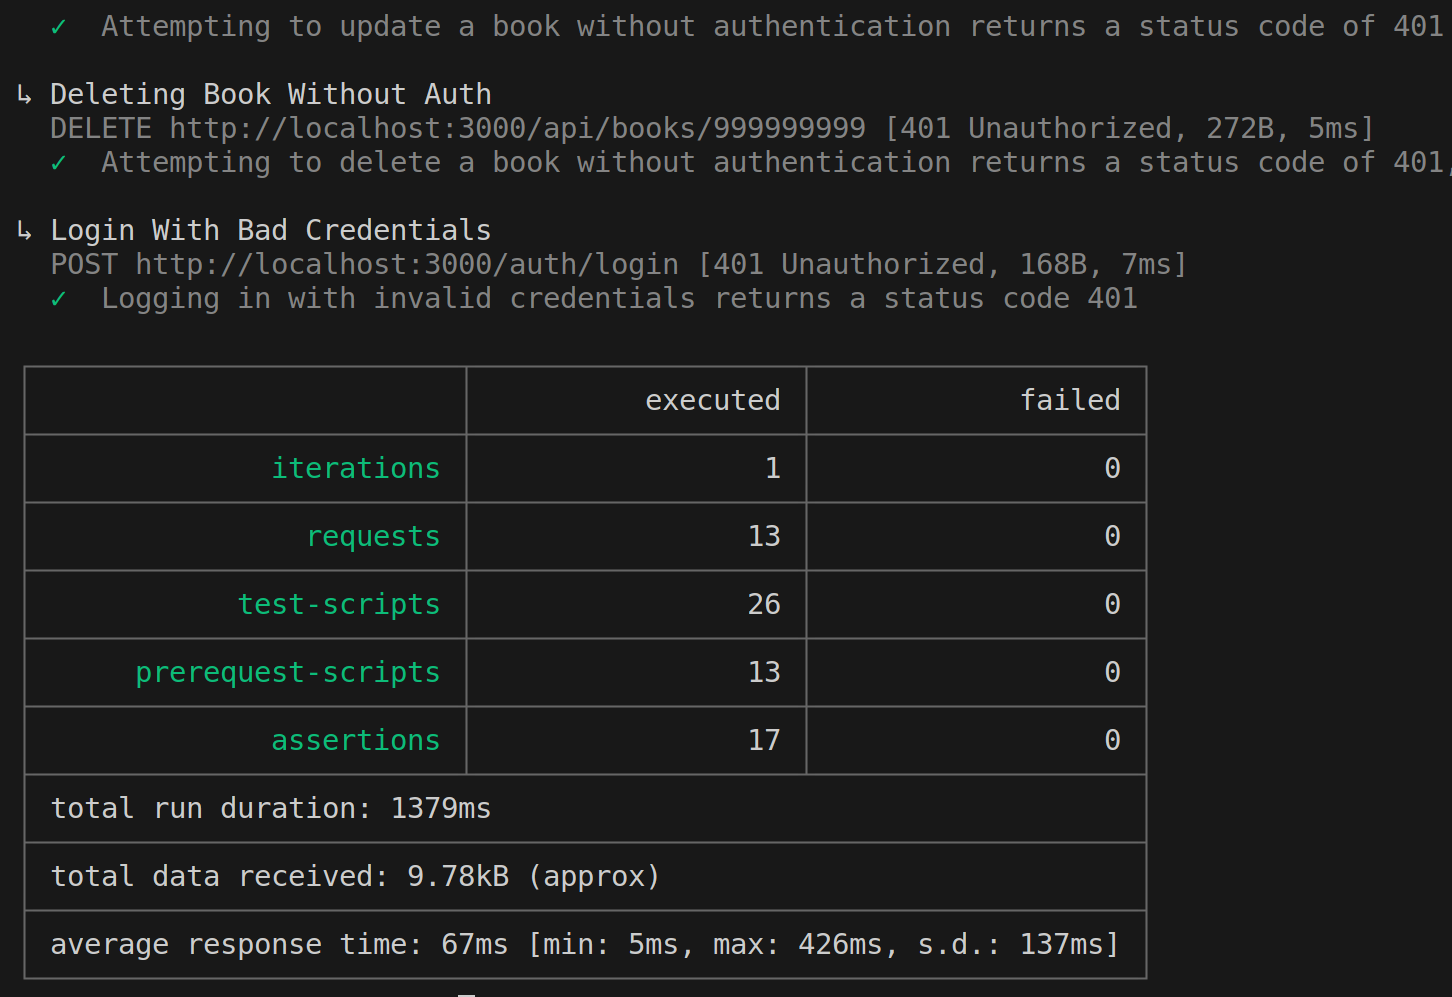 ✓ Attempting to update a book without authentication returns a status code of 401
↳ Deleting Book Without Auth
DELETE http://localhost:3000/api/books/999999999 [401 Unauthorized, 272B, 5ms]
✓ Attempting to delete a book without authentication returns a status code of 401,
↳ Login With Bad Credentials
POST http://localhost:3000/auth/login [401 Unauthorized, 168B, 7ms]
✓ Logging in with invalid credentials returns a status code 401
executed failed
iterations 1 0
requests 13 0
test-scripts 26 0
prerequest-scripts 13 0
assertions 17 0
total run duration: 1379ms
total data received: 9.78kB (approx)
average response time: 67ms [min: 5ms, max: 426ms, s.d.: 137ms]